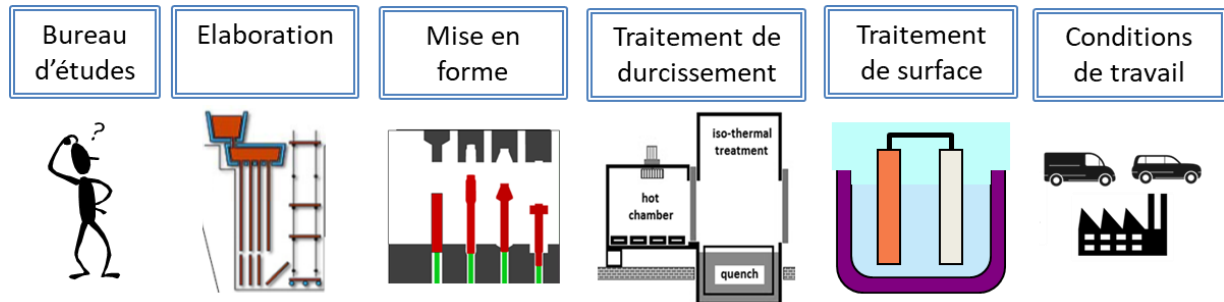 Bureau
d'études
Elaboration
Mise en
forme
Traitement de
durcissement
Traitement
de surface
Conditions
de travail
?
iso-thermal
treatment
hot
chamber
quench